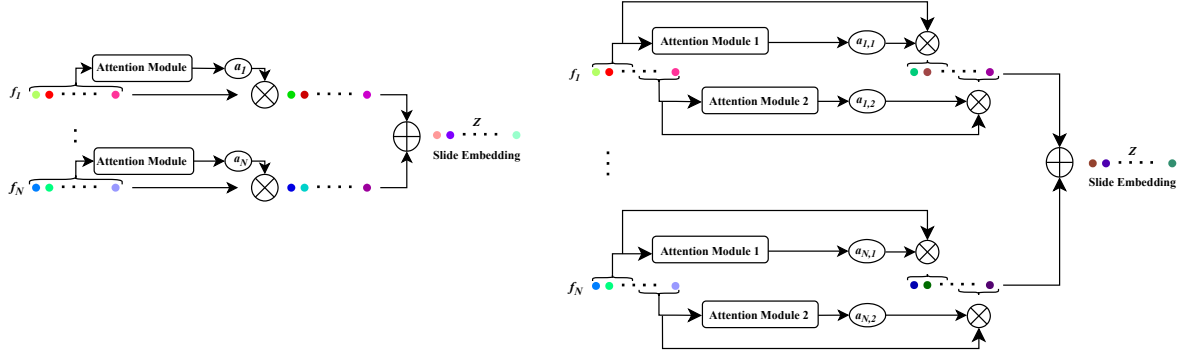 Attention Module
a1
f1
Z
Slide Embedding
Attention Module
aN
fN
Attention Module 1
a1,1
f1
Attention Module 2
a1,2
Z
Slide Embedding
Attention Module 1
aN,1
fN
Attention Module 2
aN,2